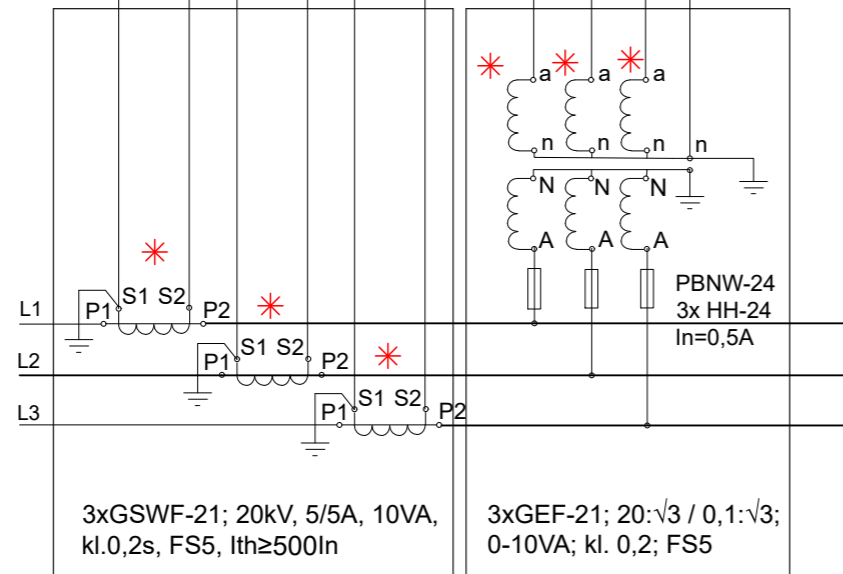 a a a
n n n n
N N N
A A A
PBNW-24
3x HH-24
In=0,5A
L1 P1 S1 S2 P2
L2 P1 S1 S2 P2
L3 P1 S1 S2 P2
3xGSWF-21; 20kV, 5/5A, 10VA,
kl.0,2s, FS5, Ith≥500In
3xGEF-21; 20:√3 / 0,1:√3;
0-10VA; kl. 0,2; FS5